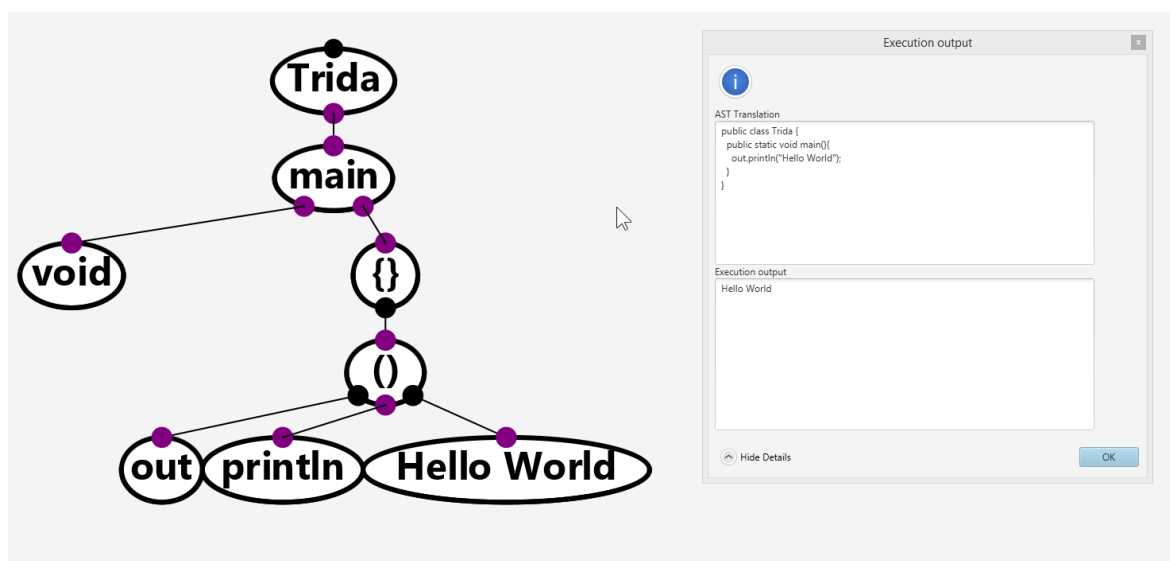 Trida
main
void
{}
()
out
println
Hello World
Execution output
x
i
AST Translation
public class Trida {
public static void main(){
out.println("Hello World");
}
}
Execution output
Hello World
Hide Details
OK